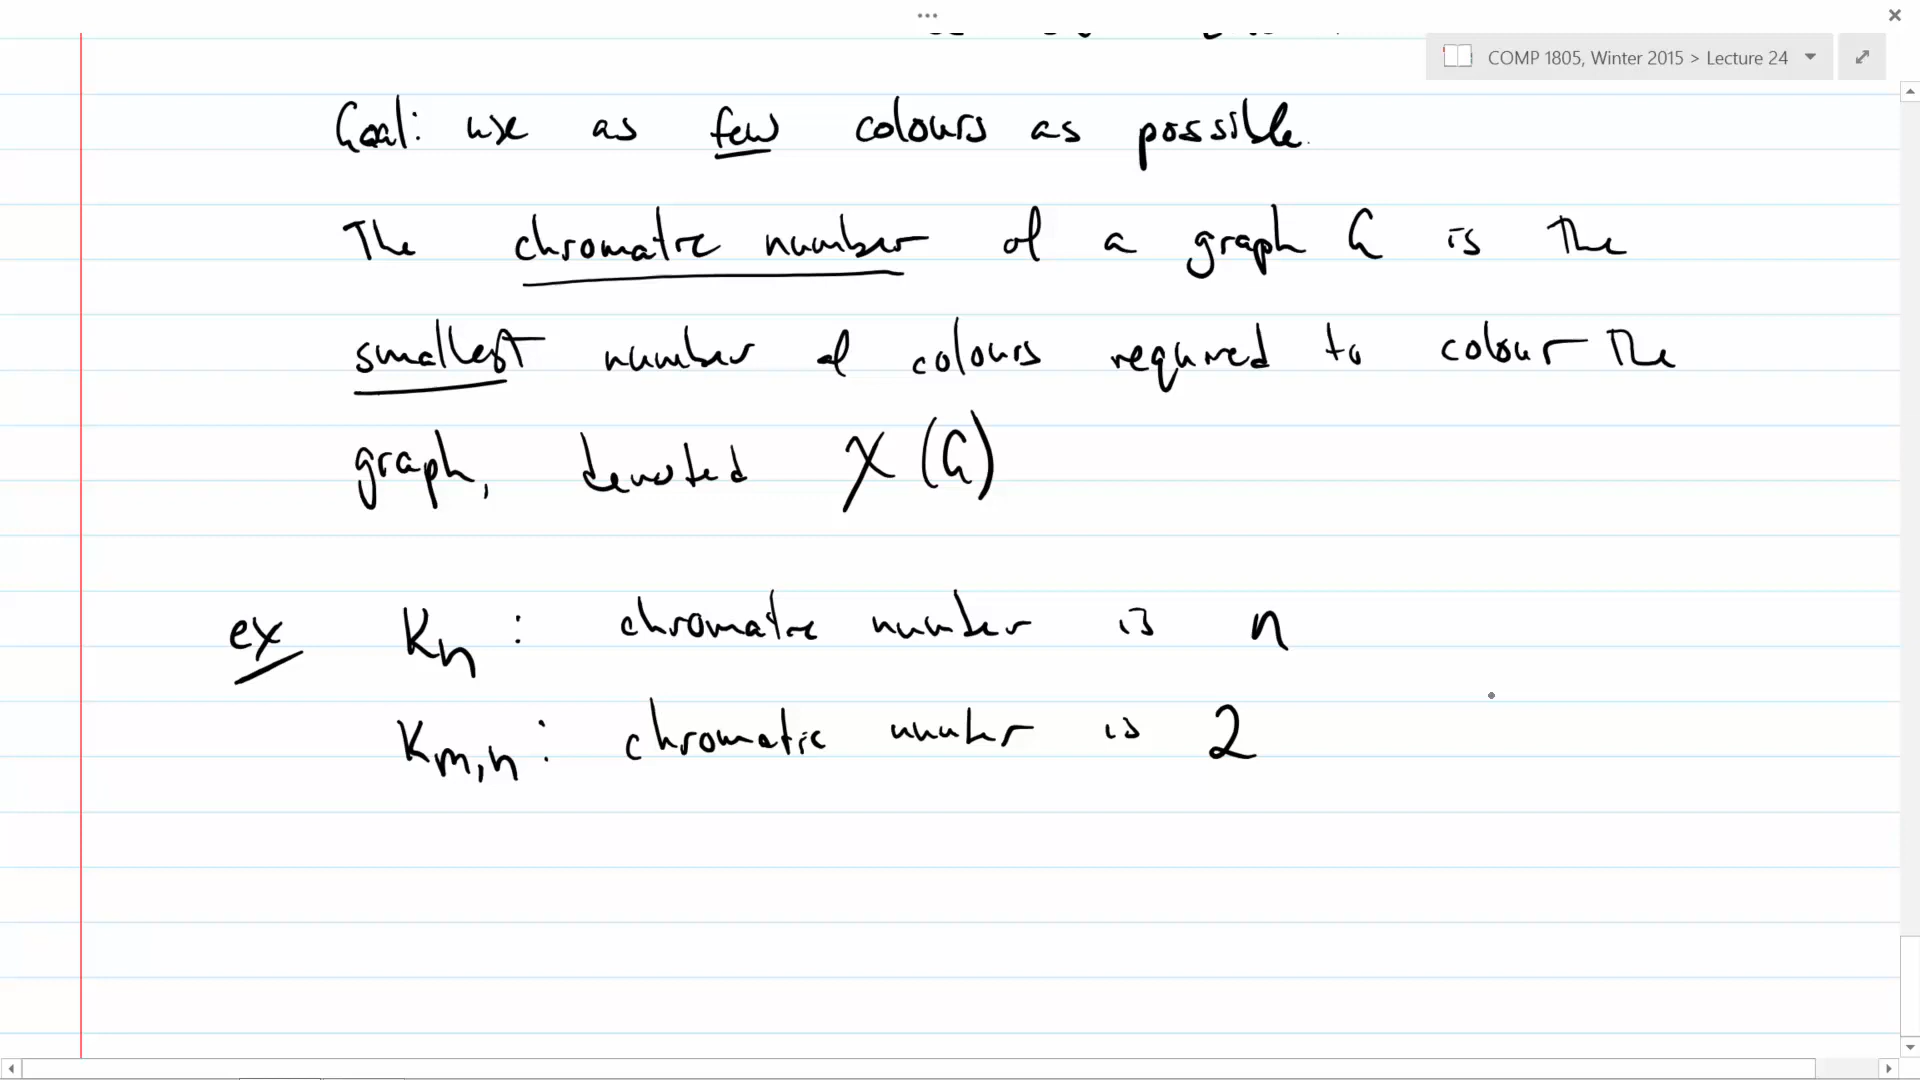 COMP 1805, Winter 2015 > Lecture 24
Goal: use as few colours as possible.
The chromatic number of a graph G is the
smallest number of colours required to colour the
graph, denoted χ(G)
ex Kn: chromatic number is n
Km,n: chromatic number is 2